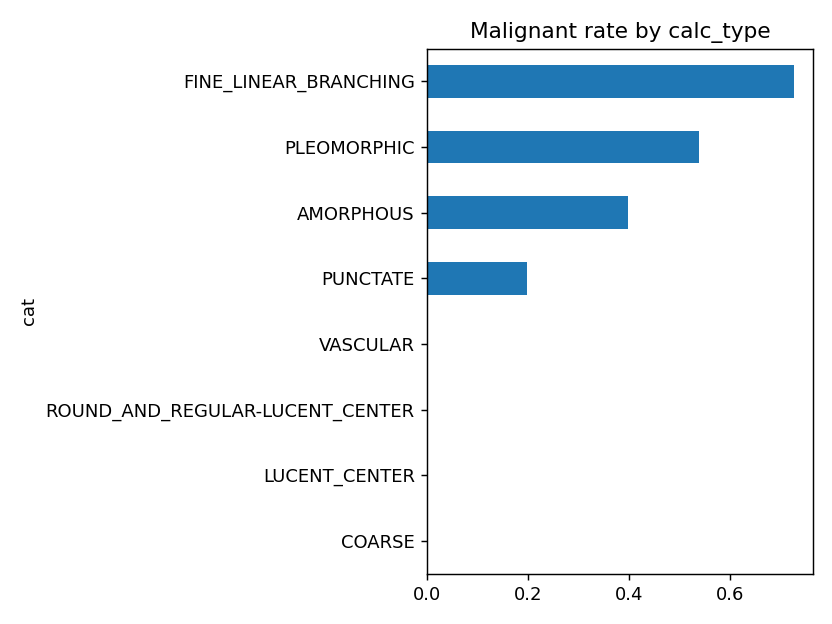 Malignant rate by calc_type
FINE_LINEAR_BRANCHING
PLEOMORPHIC
AMORPHOUS
PUNCTATE
cat
VASCULAR
ROUND_AND_REGULAR-LUCENT_CENTER
LUCENT_CENTER
COARSE
0.0 0.2 0.4 0.6